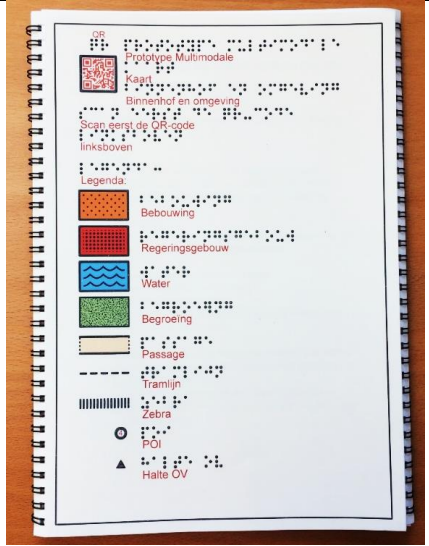 QR
Prototype Multimodale
Kaart
Binnenhof en omgeving
Scan eerst de QR-code
linksboven
Legenda:
Bebouwing
Regeringsgebouw
Water
Begroeïng
Passage
Tramlijn
Zebra
POI
Halte OV